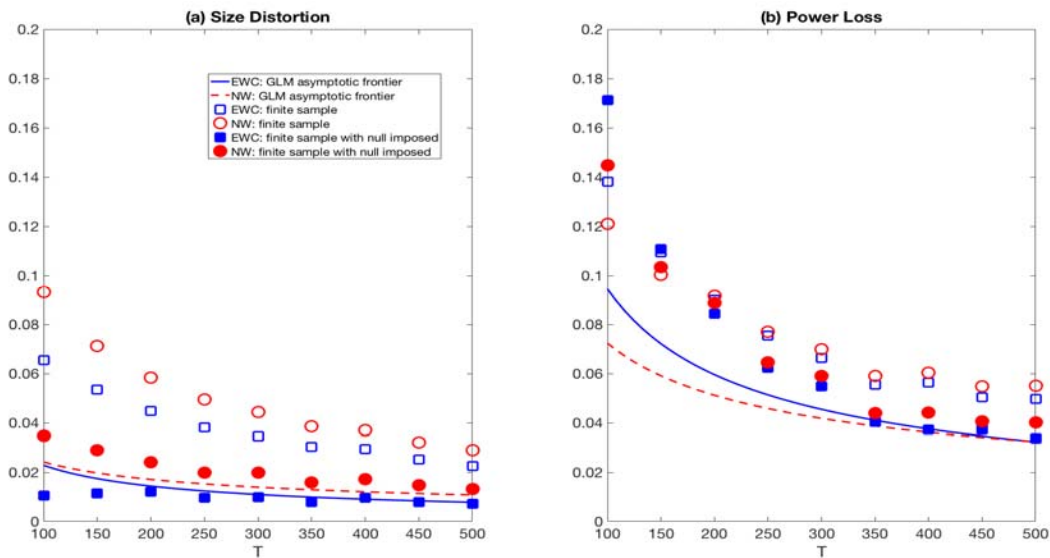 (a) Size Distortion
0.2
0.18
0.16
0.14
0.12
0.1
0.08
0.06
0.04
0.02
0
100 150 200 250 300 350 400 450 500
T
EWC: GLM asymptotic frontier
NW: GLM asymptotic frontier
EWC: finite sample
NW: finite sample
EWC: finite sample with null imposed
NW: finite sample with null imposed
(b) Power Loss
0.2
0.18
0.16
0.14
0.12
0.1
0.08
0.06
0.04
0.02
0
100 150 200 250 300 350 400 450 500
T